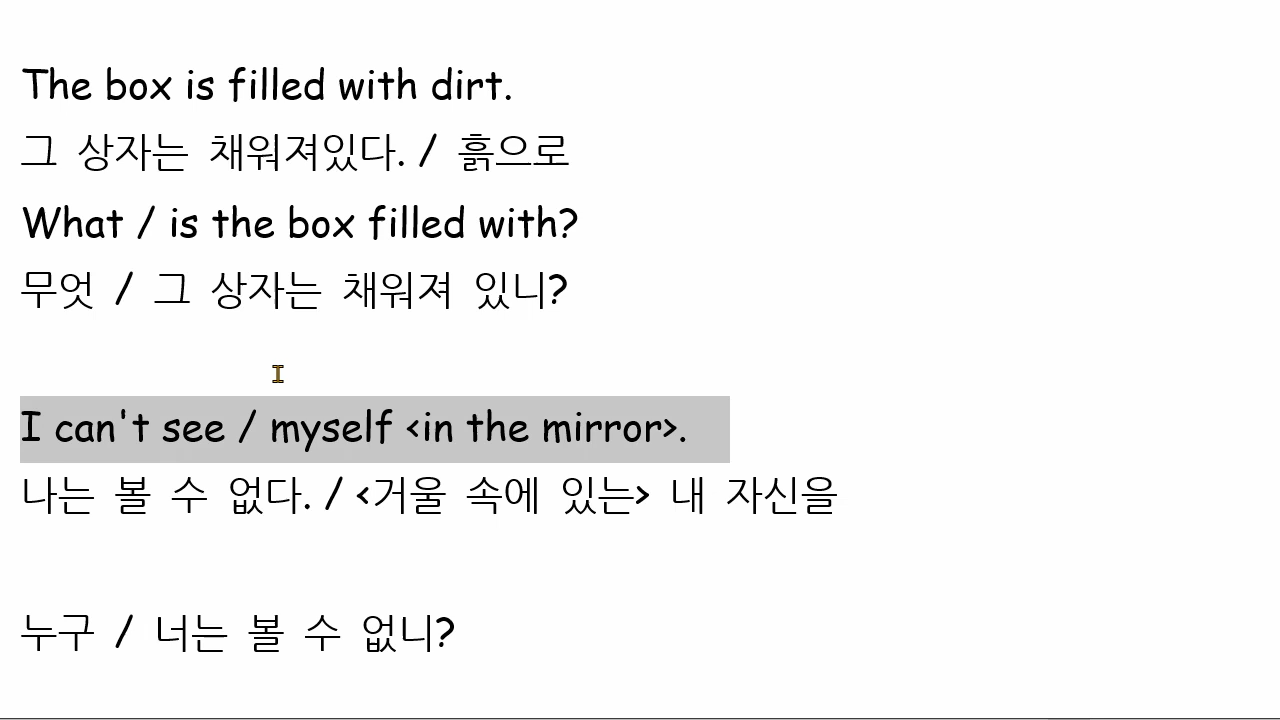 The box is filled with dirt.
그 상자는 채워져있다. / 흙으로
What / is the box filled with?
무엇 / 그 상자는 채워져 있니?
I can't see / myself <in the mirror>.
나는 볼 수 없다. / <거울 속에 있는> 내 자신을
누구 / 너는 볼 수 없니?